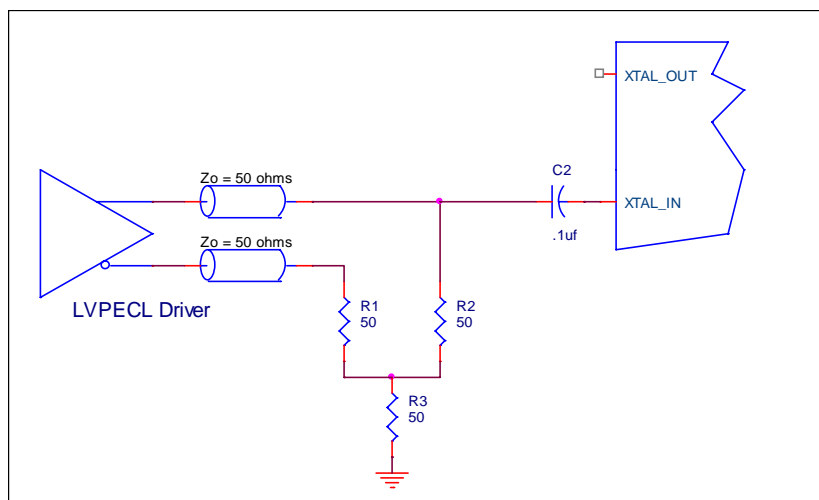 XTAL_OUT
Zo = 50 ohms
C2
XTAL_IN
.1uf
Zo = 50 ohms
LVPECL Driver
R1
50
R2
50
R3
50